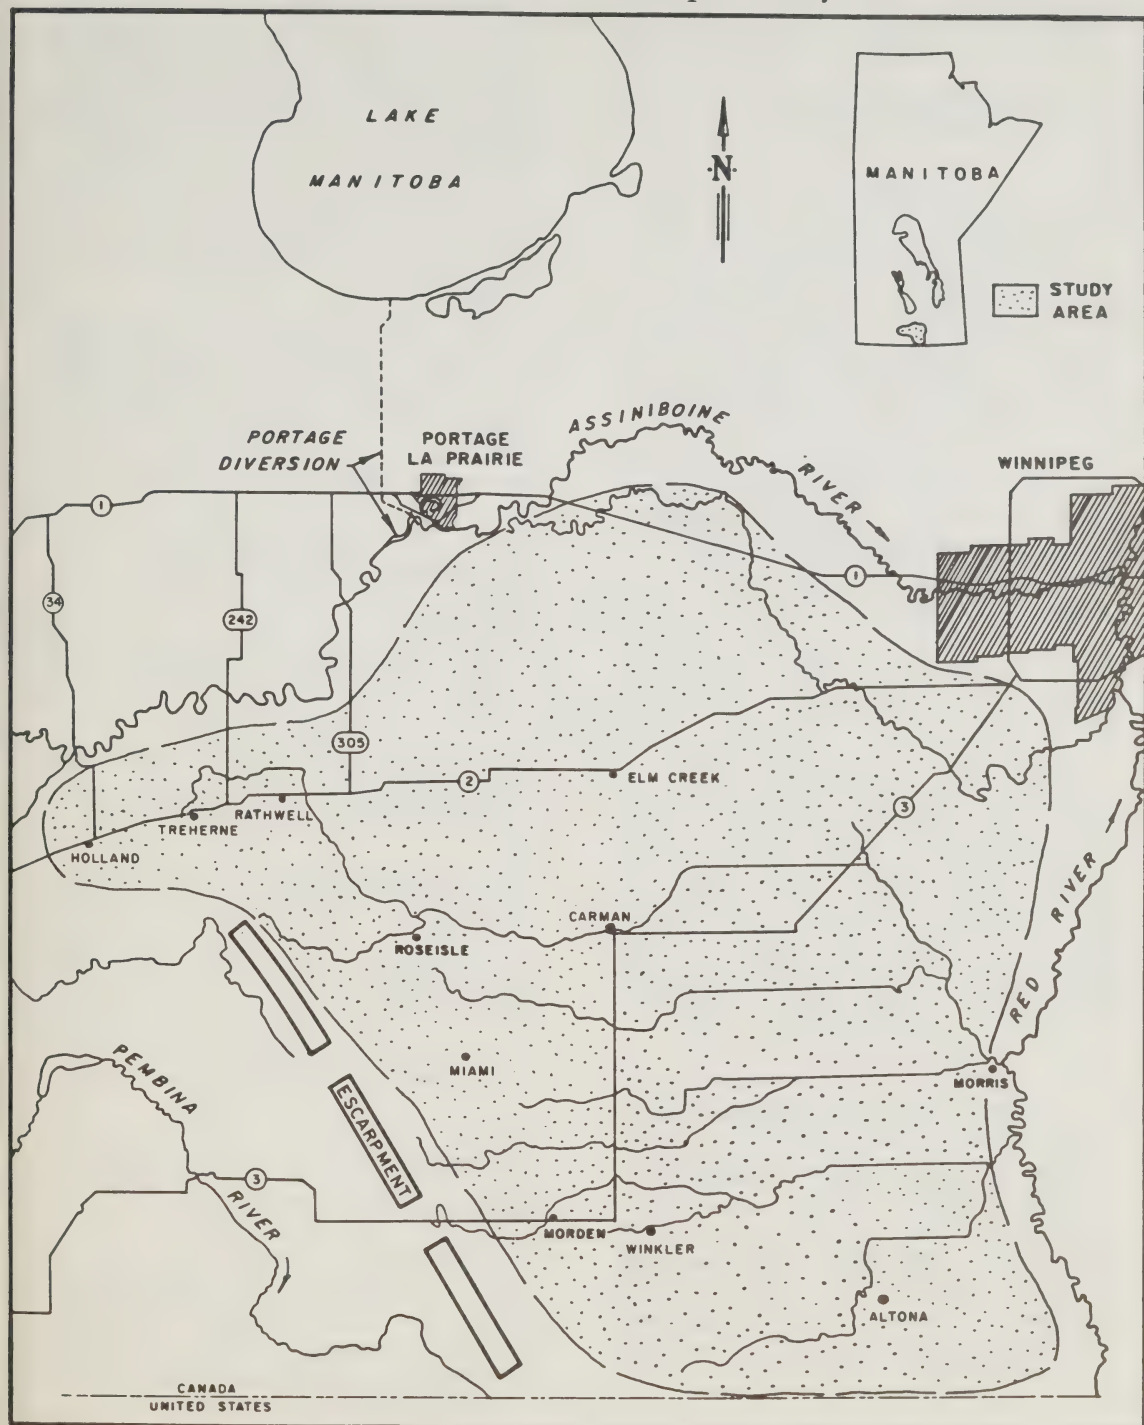 LAKE
MANITOBA
N
MANITOBA
STUDY
AREA
ASSINIBOINE
RIVER
PORTAGE
DIVERSION
PORTAGE
LA PRAIRIE
WINNIPEG
1
1
34
242
305
2
ELM CREEK
3
RATHWELL
TREHERNE
HOLLAND
CARMAN
ROSEISLE
RED RIVER
PEMBINA
RIVER
MIAMI
MORRIS
ESCARPMENT
3
MORDEN
WINKLER
ALTONA
CANADA
UNITED STATES